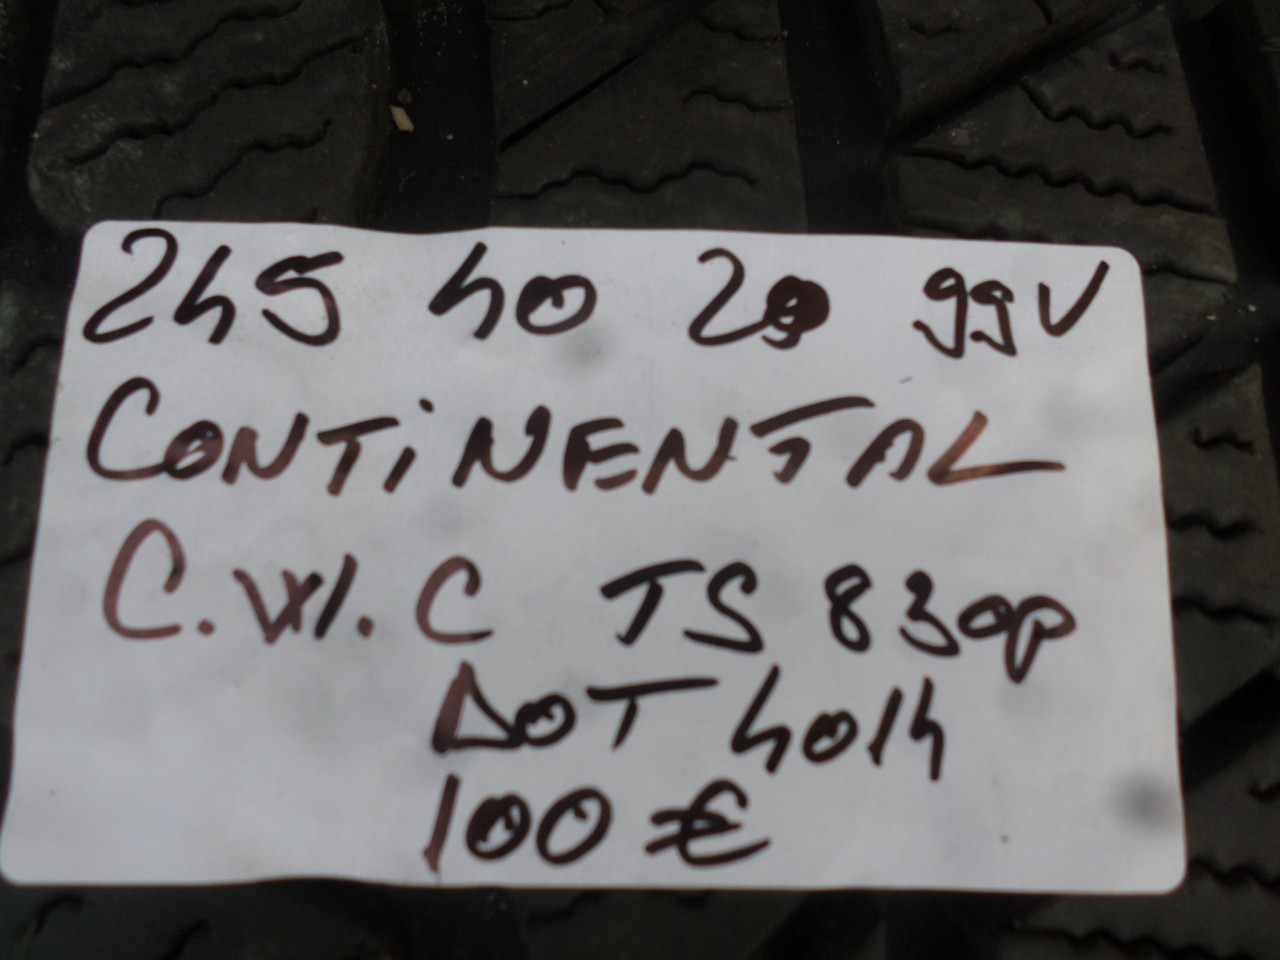 245 40 20 99V
CONTiNENTAL
C.W.C TS 830P
DOT 4014
100 €